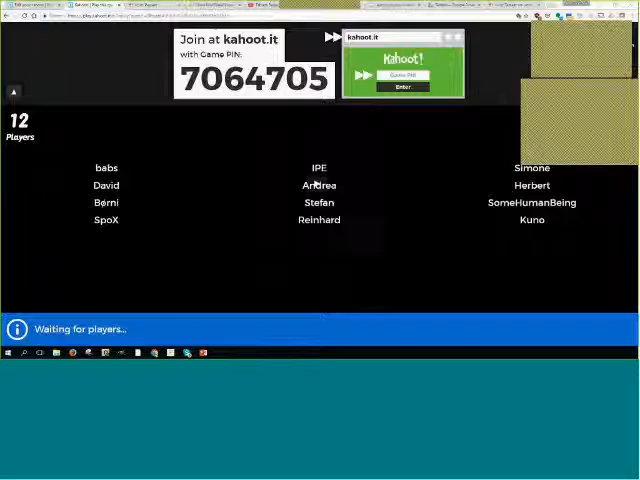 Join at kahoot.it
with Game PIN:
7064705
kahoot.it
Kahoot!
Game PIN
Enter
12
Players
babs
IPE
Simone
David
Andrea
Herbert
Børni
Stefan
SomeHumanBeing
SpoX
Reinhard
Kuno
Waiting for players...